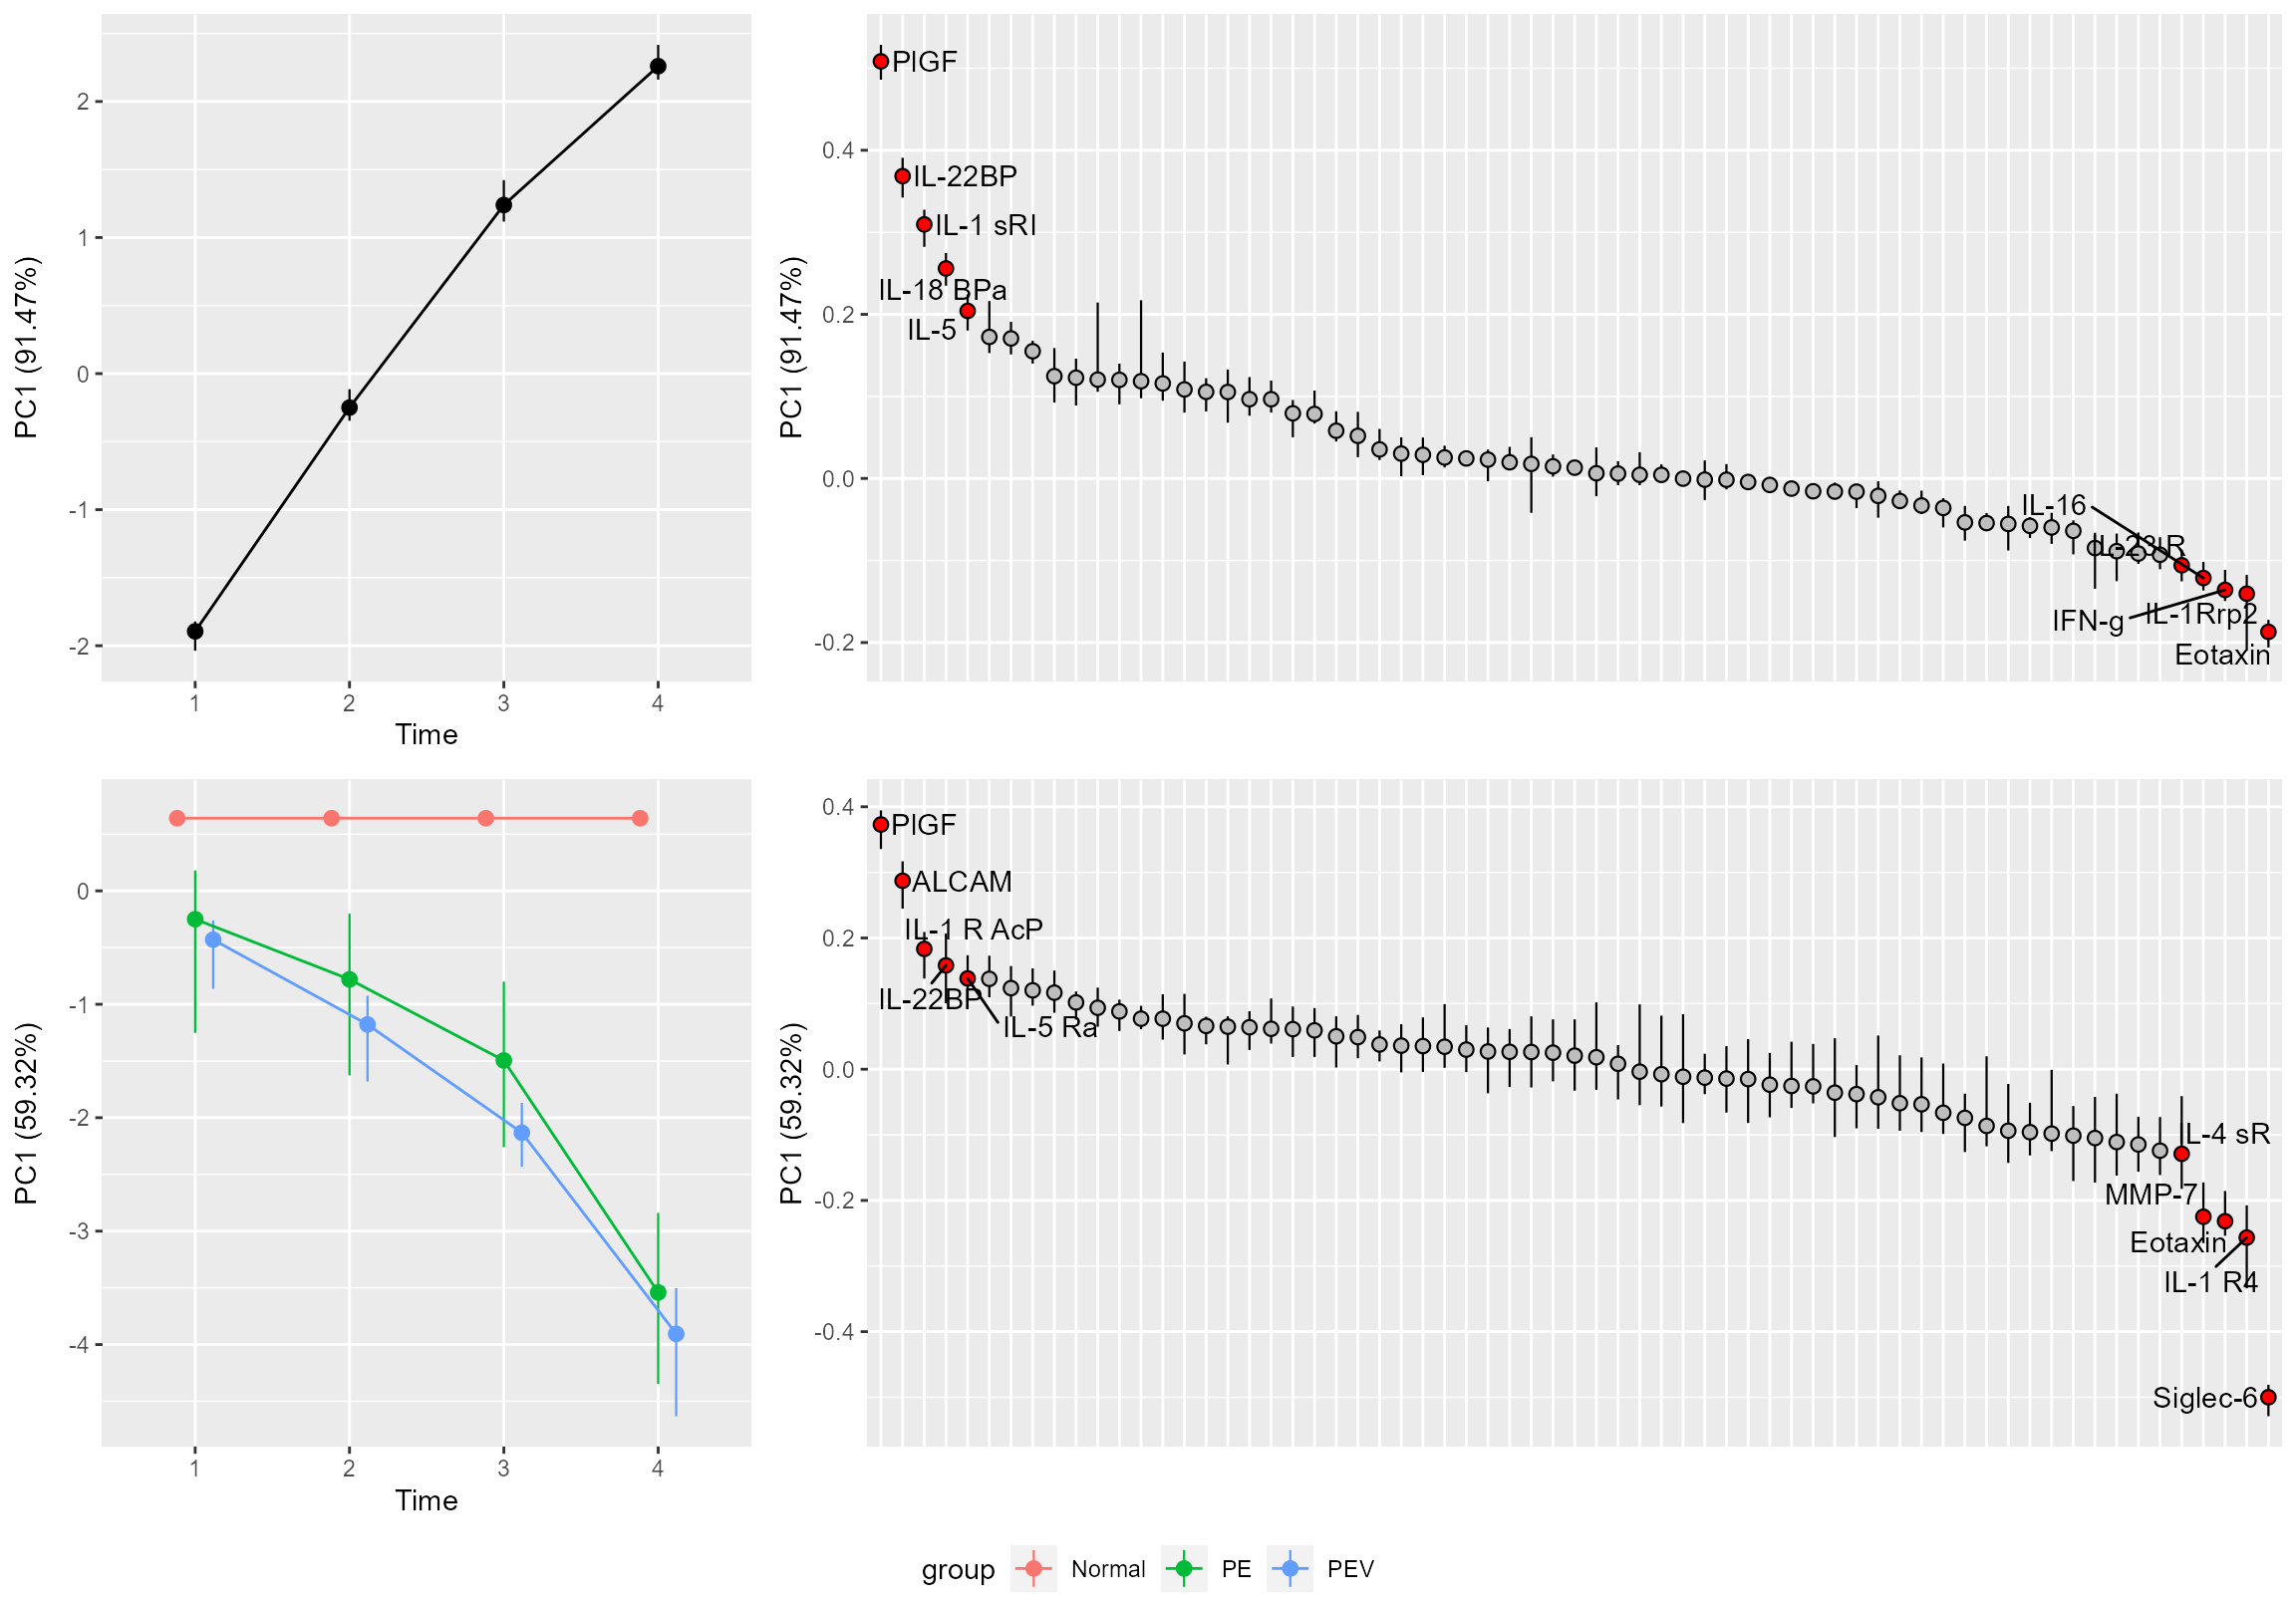 PC1 (91.47%)
2
1
0
-1
-2
1 2 3 4
Time
PC1 (91.47%)
0.4
0.2
0.0
-0.2
PlGF
IL-22BP
IL-1 sRI
IL-18 BPa
IL-5
IL-16
IL-23 R
IFN-g
IL-1Rrp2
Eotaxin
PC1 (59.32%)
0
-1
-2
-3
-4
1 2 3 4
Time
PC1 (59.32%)
0.4
0.2
0.0
-0.2
-0.4
PlGF
ALCAM
IL-1 R AcP
IL-22BP
IL-5 Ra
IL-4 sR
MMP-7
Eotaxin
IL-1 R4
Siglec-6
group Normal PE PEV